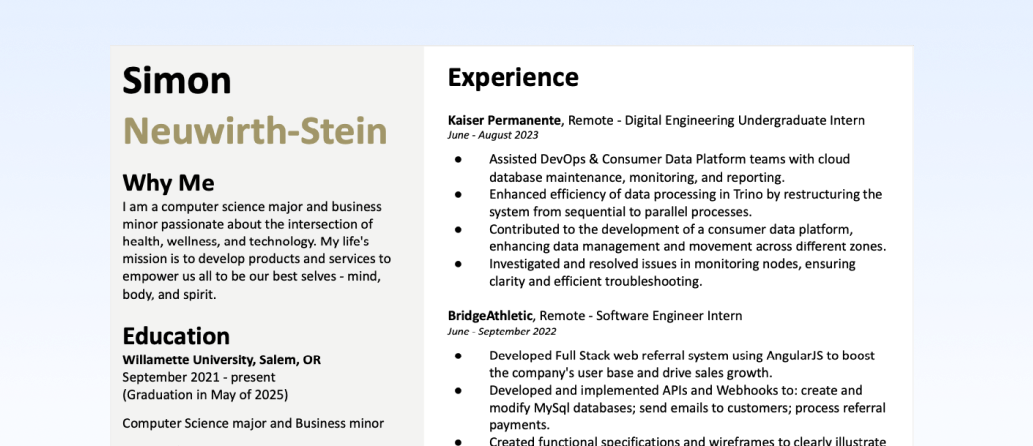 Simon
Neuwirth-Stein
Why Me
I am a computer science major and business
minor passionate about the intersection of
health, wellness, and technology. My life's
mission is to develop products and services to
empower us all to be our best selves - mind,
body, and spirit.
Education
Willamette University, Salem, OR
September 2021 - present
(Graduation in May of 2025)
Computer Science major and Business minor
Experience
Kaiser Permanente, Remote - Digital Engineering Undergraduate Intern
June - August 2023
● Assisted DevOps & Consumer Data Platform teams with cloud
database maintenance, monitoring, and reporting.
● Enhanced efficiency of data processing in Trino by restructuring the
system from sequential to parallel processes.
● Contributed to the development of a consumer data platform,
enhancing data management and movement across different zones.
● Investigated and resolved issues in monitoring nodes, ensuring
clarity and efficient troubleshooting.
BridgeAthletic, Remote - Software Engineer Intern
June - September 2022
● Developed Full Stack web referral system using AngularJS to boost
the company's user base and drive sales growth.
● Developed and implemented APIs and Webhooks to: create and
modify MySql databases; send emails to customers; process referral
payments.
● Created functional specifications and wireframes to clearly illustrate